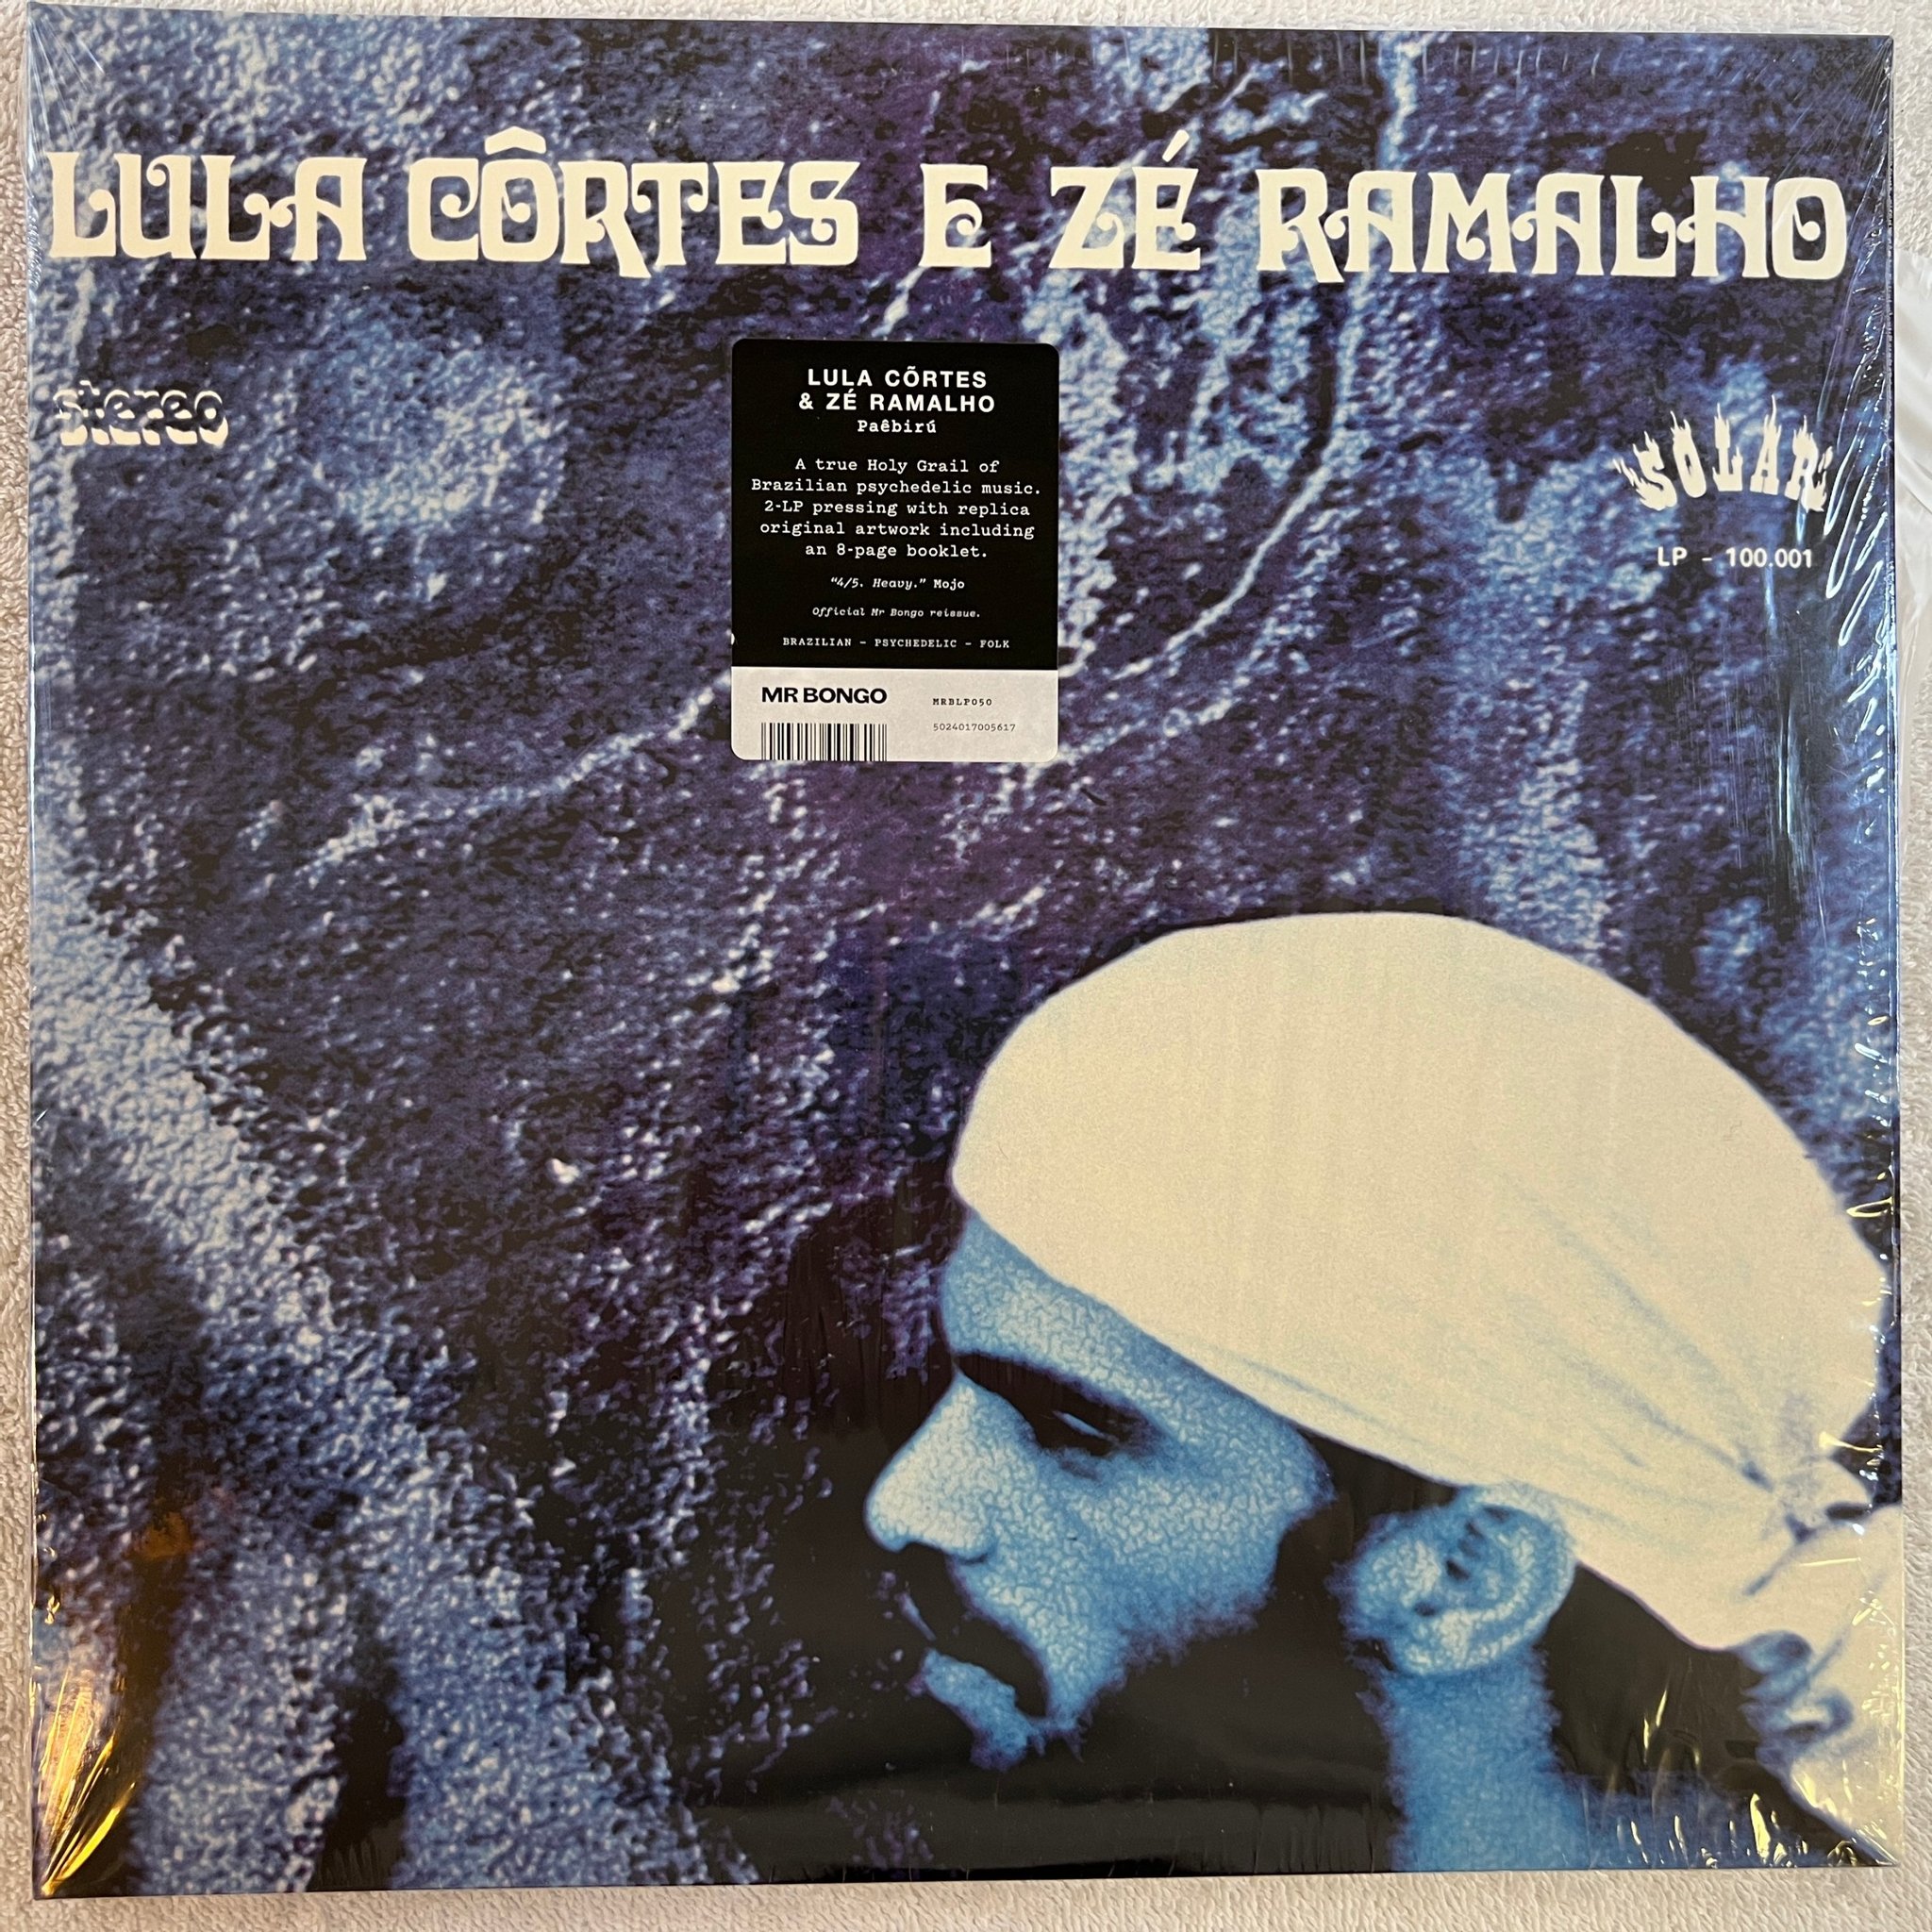 LULA CÔRTES E ZÉ RAMALHO
stereo
SOLAR
LP - 100.001
LULA CÕRTES
& ZÉ RAMALHO
Paêbirú
A true Holy Grail of
Brazilian psychedelic music.
2-LP pressing with replica
original artwork including
an 8-page booklet.
“4/5. Heavy.” Mojo
Official Mr Bongo reissue.
BRAZILIAN – PSYCHEDELIC – FOLK
MR BONGO
MRBLP050
5024017005617